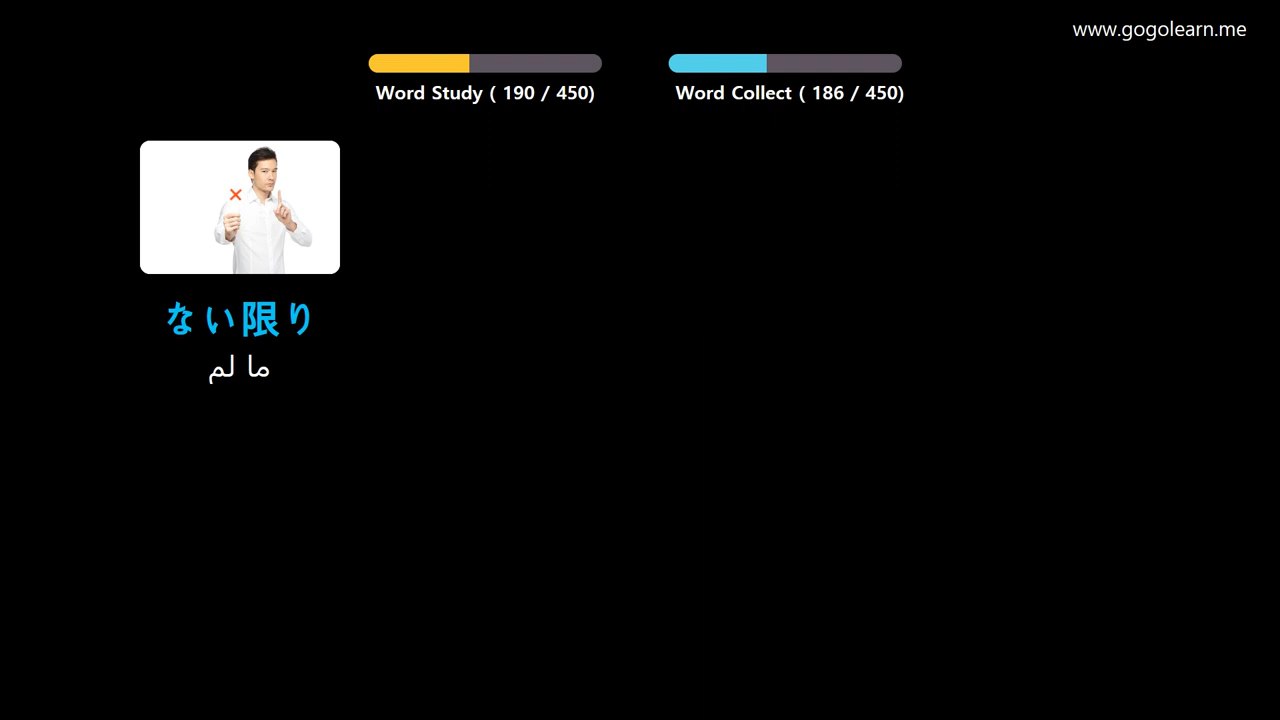 www.gogolearn.me
Word Study ( 190 / 450)
Word Collect ( 186 / 450)
ない限り
ما لم